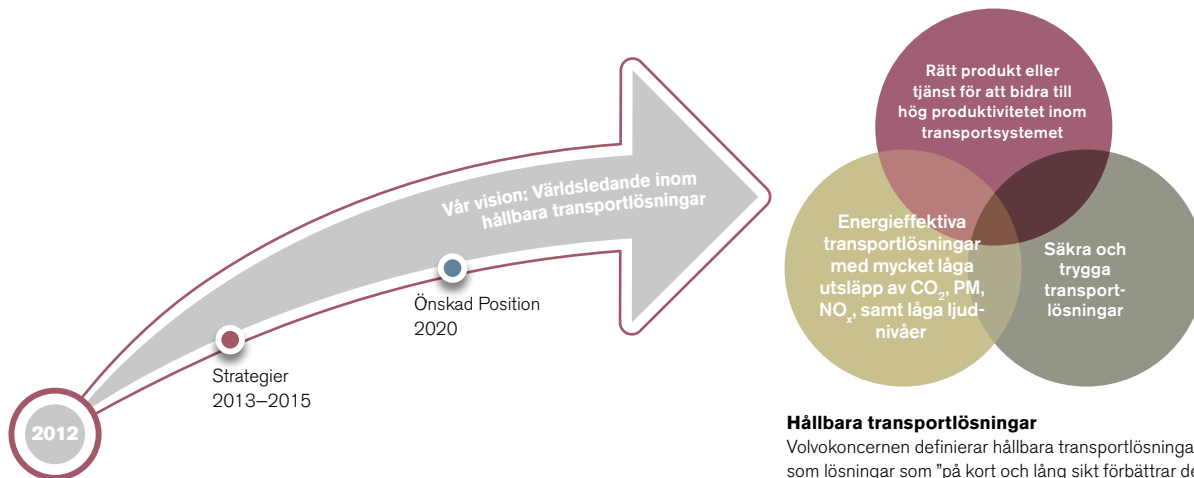 Vår vision: Världsledande inom
hållbara transportlösningar
Önskad Position
2020
Strategier
2013–2015
2012
Rätt produkt eller
tjänst för att bidra till
hög produktivitetet inom
transportsystemet
Energieffektiva
transportlösningar
med mycket låga
utsläpp av CO₂, PM,
NOₓ, samt låga ljud-
nivåer
Säkra och
trygga
transport-
lösningar
Hållbara transportlösningar
Volvokoncernen definierar hållbara transportlösninga
som lösningar som ”på kort och lång sikt förbättrar de